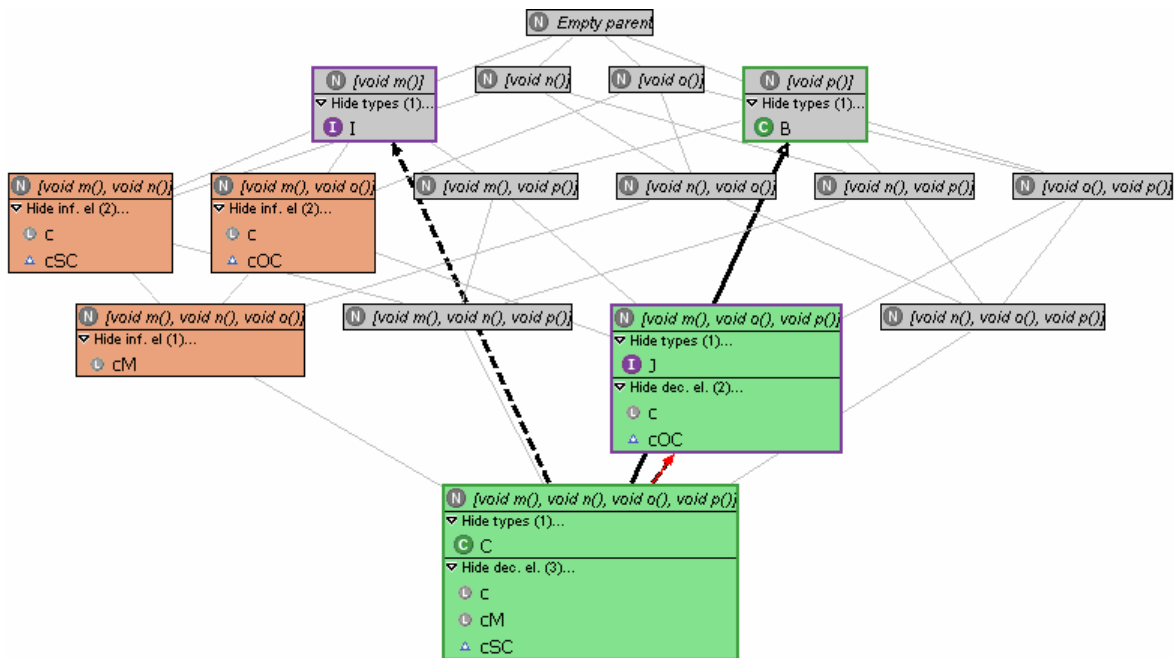 N Empty parent
N [void m()]
Hide types (1)...
I I
N [void n()]
N [void o()]
N [void p()]
Hide types (1)...
C B
N [void m(), void n()]
Hide inf. el (2)...
L c
cSC
N [void m(), void o()]
Hide inf. el (2)...
L c
cOC
N [void m(), void p()]
N [void n(), void o()]
N [void n(), void p()]
N [void o(), void p()]
N [void m(), void n(), void o()]
Hide inf. el (1)...
L cM
N [void m(), void n(), void p()]
N [void m(), void o(), void p()]
Hide types (1)...
I J
Hide dec. el. (2)...
L c
cOC
N [void n(), void o(), void p()]
N [void m(), void n(), void o(), void p()]
Hide types (1)...
C C
Hide dec. el. (3)...
L c
L cM
cSC